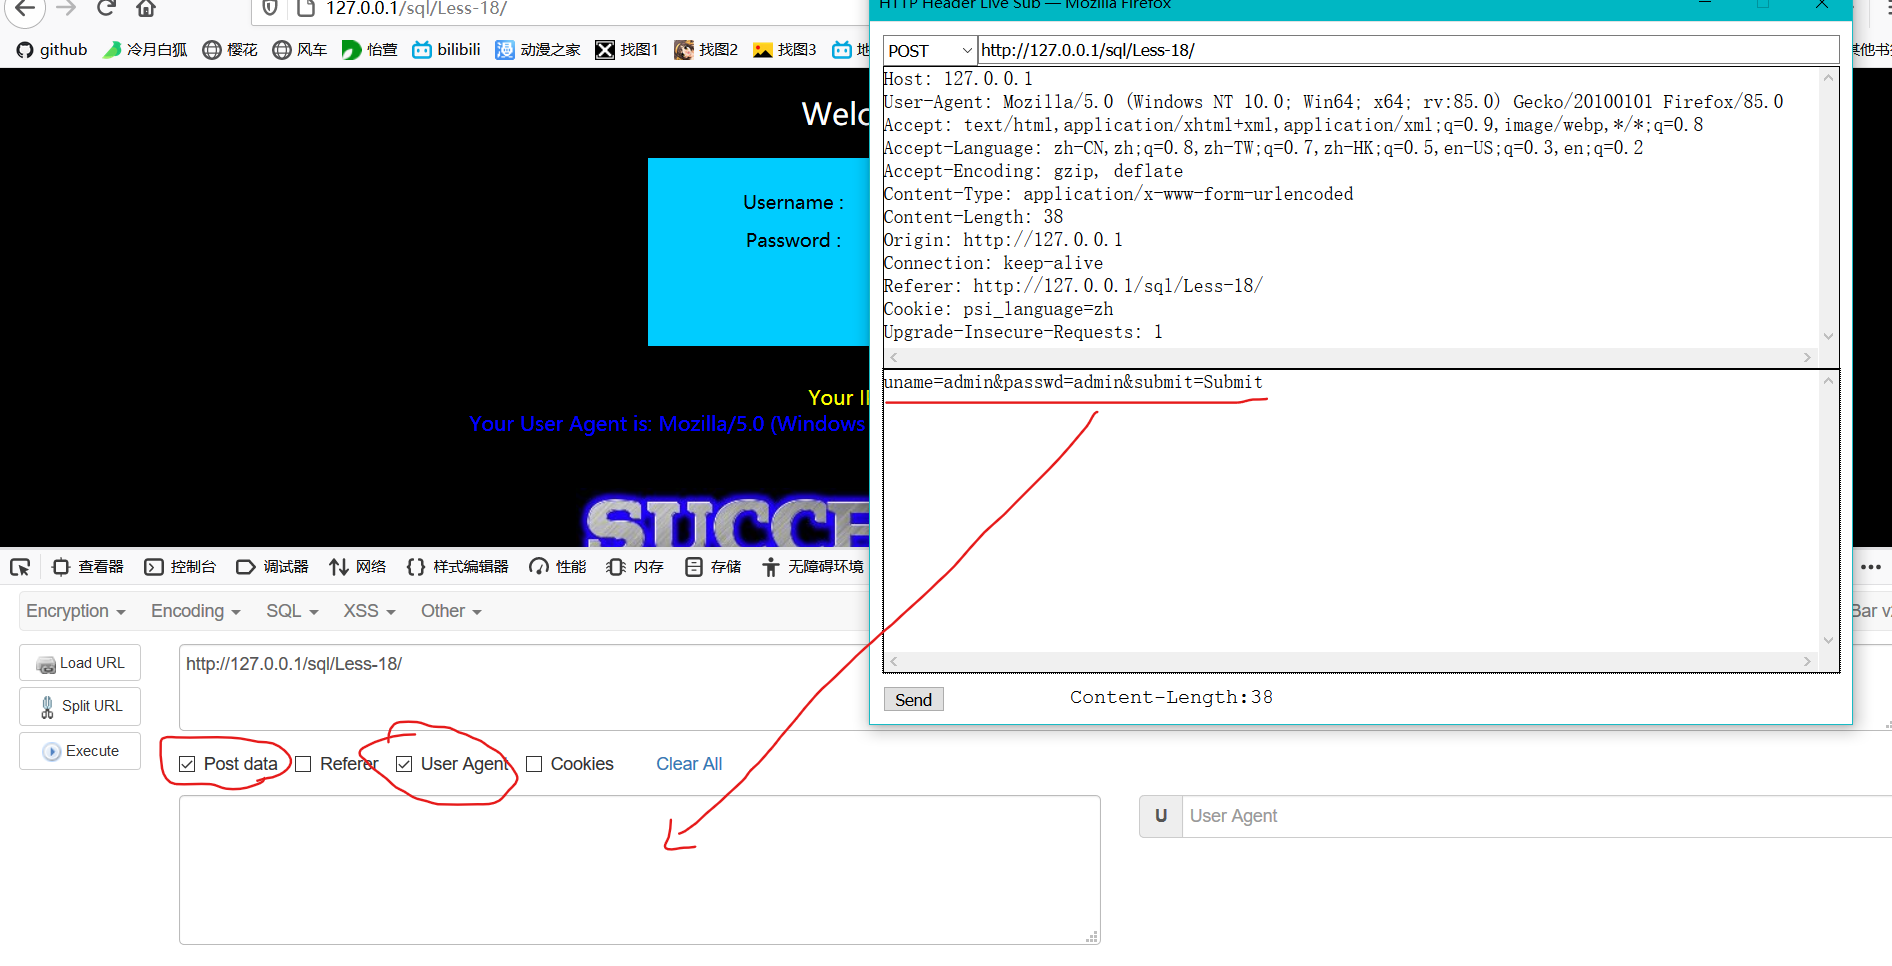 127.0.0.1/sql/Less-18/
github 冷月白狐 樱花 风车 怡萱 bilibili 动漫之家 找图1 找图2 找图3
Welc
Username :
Password :
Your IP
Your User Agent is: Mozilla/5.0 (Windows
SUCCE
HTTP Header Live Sub — Mozilla Firefox
POST http://127.0.0.1/sql/Less-18/
Host: 127.0.0.1
User-Agent: Mozilla/5.0 (Windows NT 10.0; Win64; x64; rv:85.0) Gecko/20100101 Firefox/85.0
Accept: text/html,application/xhtml+xml,application/xml;q=0.9,image/webp,*/*;q=0.8
Accept-Language: zh-CN,zh;q=0.8,zh-TW;q=0.7,zh-HK;q=0.5,en-US;q=0.3,en;q=0.2
Accept-Encoding: gzip, deflate
Content-Type: application/x-www-form-urlencoded
Content-Length: 38
Origin: http://127.0.0.1
Connection: keep-alive
Referer: http://127.0.0.1/sql/Less-18/
Cookie: psi_language=zh
Upgrade-Insecure-Requests: 1
uname=admin&passwd=admin&submit=Submit
Send Content-Length:38
查看器 控制台 调试器 网络 样式编辑器 性能 内存 存储 无障碍环境
Encryption Encoding SQL XSS Other
Bar v
Load URL
Split URL
Execute
http://127.0.0.1/sql/Less-18/
Post data Referer User Agent Cookies Clear All
U User Agent